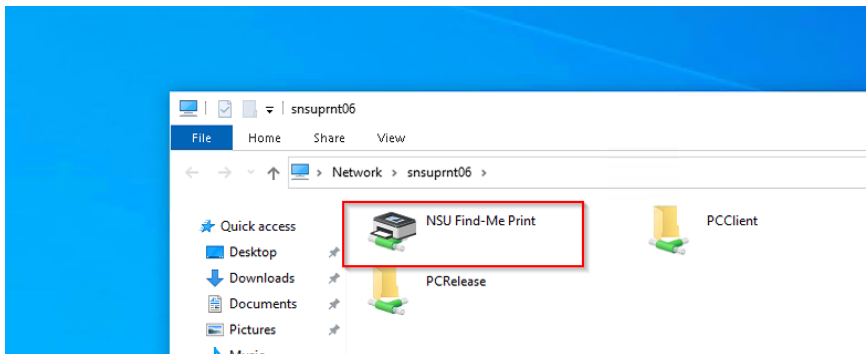 snsuprnt06
File Home Share View
Network > snsuprnt06 >
Quick access
Desktop
Downloads
Documents
Pictures
Music
NSU Find-Me Print
PCClient
PCRelease